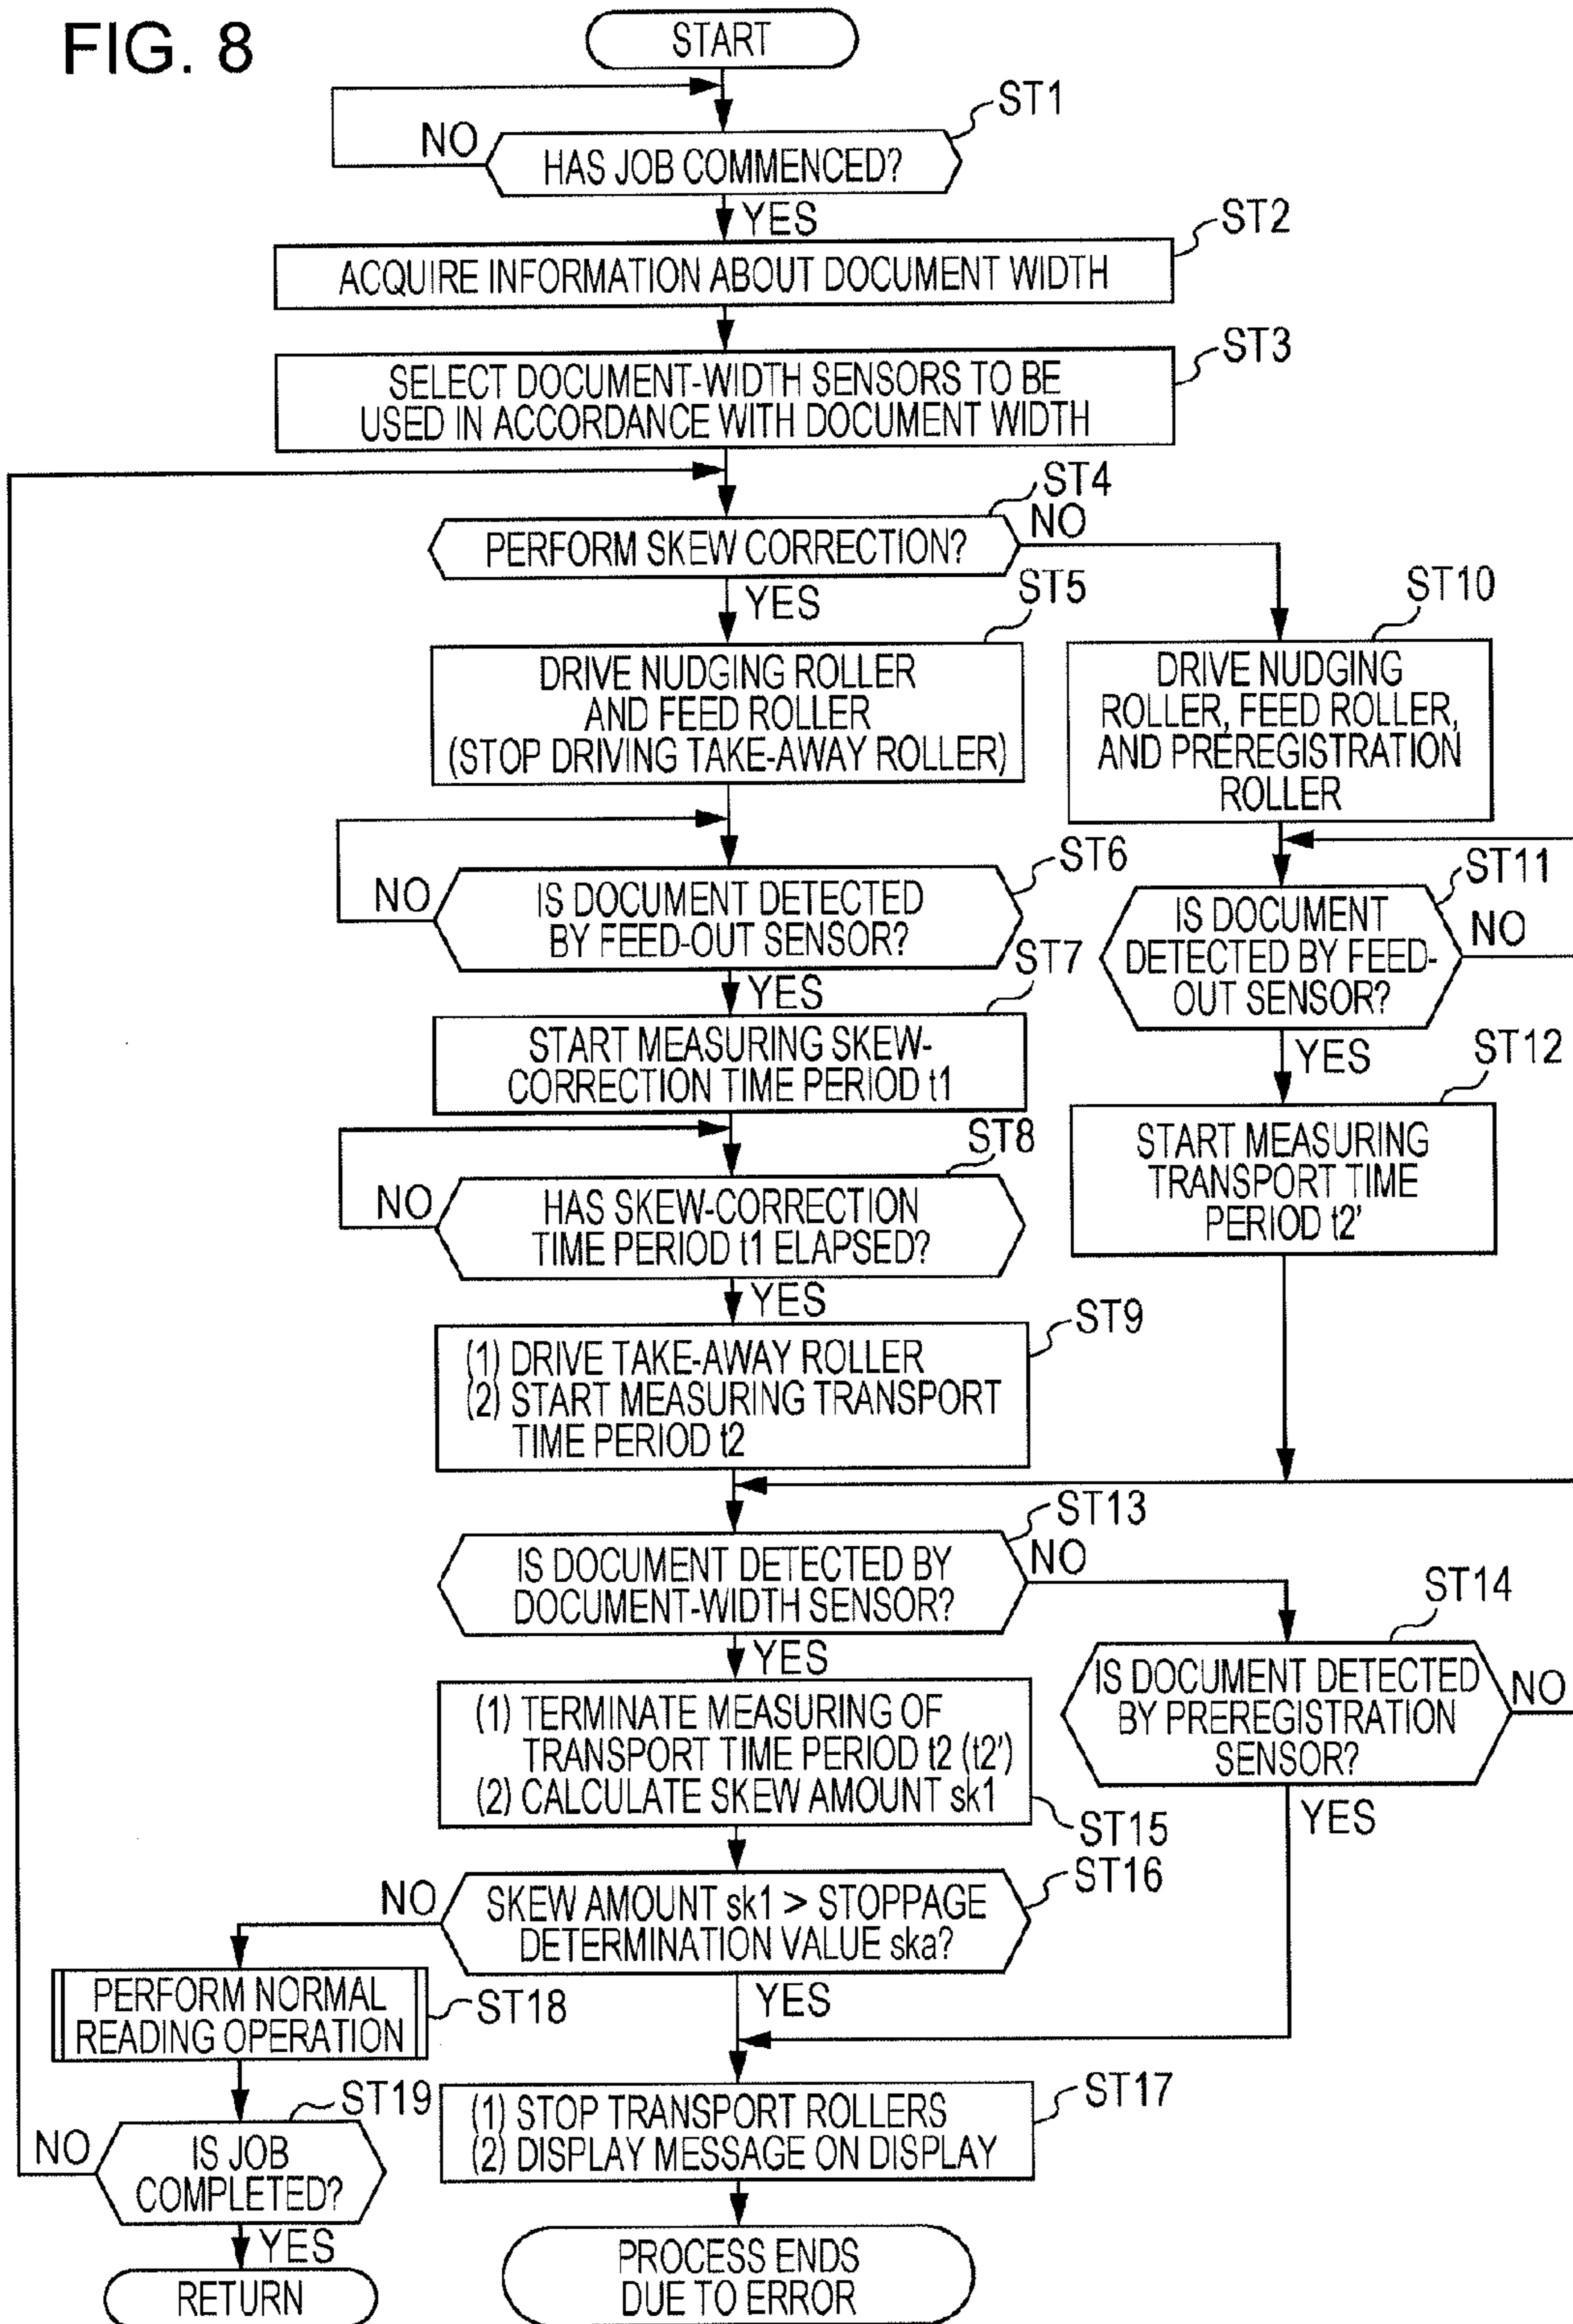 FIG. 8
START
ST1
NO
HAS JOB COMMENCED?
YES
ST2
ACQUIRE INFORMATION ABOUT DOCUMENT WIDTH
ST3
SELECT DOCUMENT-WIDTH SENSORS TO BE
USED IN ACCORDANCE WITH DOCUMENT WIDTH
ST4
PERFORM SKEW CORRECTION?
NO
YES
ST5
DRIVE NUDGING ROLLER
AND FEED ROLLER
(STOP DRIVING TAKE-AWAY ROLLER)
ST10
DRIVE NUDGING
ROLLER, FEED ROLLER,
AND PREREGISTRATION
ROLLER
ST6
NO
IS DOCUMENT DETECTED
BY FEED-OUT SENSOR?
YES
ST11
IS DOCUMENT
DETECTED BY FEED-
OUT SENSOR?
NO
YES
ST7
START MEASURING SKEW-
CORRECTION TIME PERIOD t1
ST12
START MEASURING
TRANSPORT TIME
PERIOD t2'
ST8
NO
HAS SKEW-CORRECTION
TIME PERIOD t1 ELAPSED?
YES
ST9
(1) DRIVE TAKE-AWAY ROLLER
(2) START MEASURING TRANSPORT
TIME PERIOD t2
ST13
IS DOCUMENT DETECTED BY
DOCUMENT-WIDTH SENSOR?
NO
YES
ST14
IS DOCUMENT DETECTED
BY PREREGISTRATION
SENSOR?
NO
YES
(1) TERMINATE MEASURING OF
TRANSPORT TIME PERIOD t2 (t2')
(2) CALCULATE SKEW AMOUNT sk1
ST15
ST16
NO
SKEW AMOUNT sk1 > STOPPAGE
DETERMINATION VALUE ska?
YES
PERFORM NORMAL
READING OPERATION
ST18
ST17
(1) STOP TRANSPORT ROLLERS
(2) DISPLAY MESSAGE ON DISPLAY
ST19
NO
IS JOB
COMPLETED?
YES
RETURN
PROCESS ENDS
DUE TO ERROR